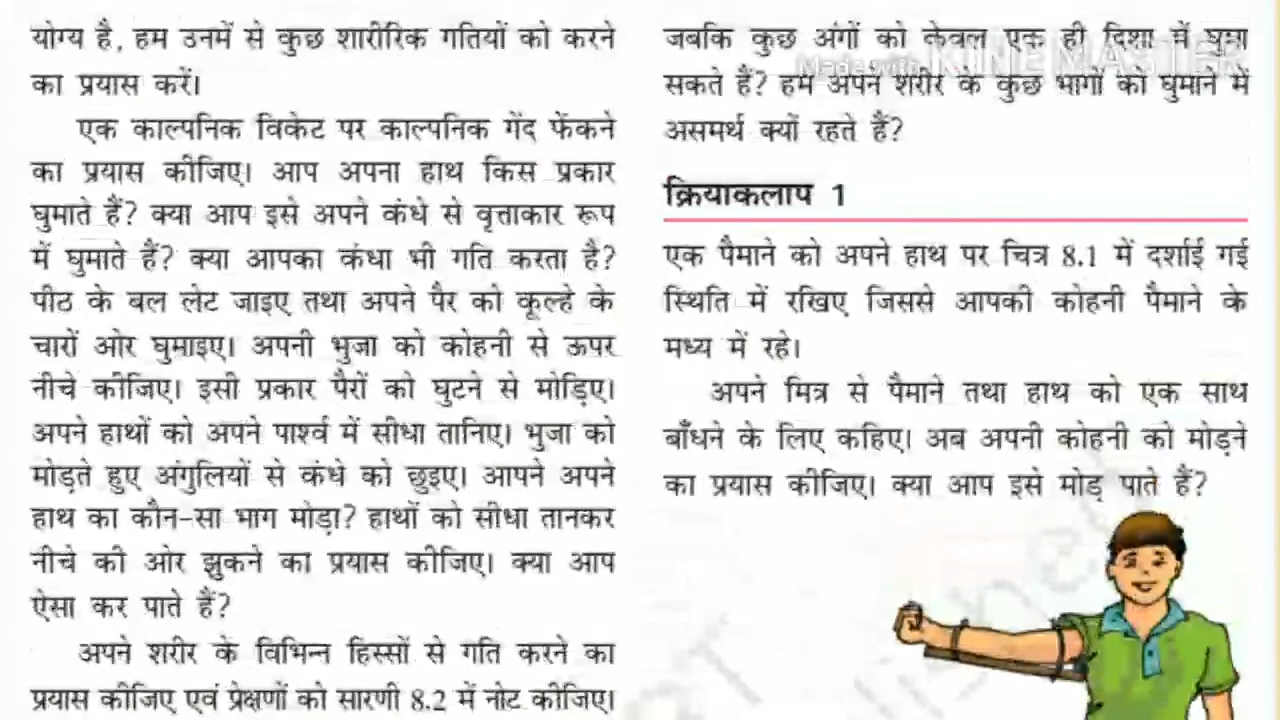 योग्य है, हम उनमें से कुछ शारीरिक गतियों को करने
का प्रयास करें।
एक काल्पनिक विकेट पर काल्पनिक गेंद फेंकने
का प्रयास कीजिए। आप अपना हाथ किस प्रकार
घुमाते हैं? क्या आप इसे अपने कंधे से वृत्ताकार रूप
में घुमाते हैं? क्या आपका कंधा भी गति करता है?
पीठ के बल लेट जाइए तथा अपने पैर को कूल्हे के
चारों ओर घुमाइए। अपनी भुजा को कोहनी से ऊपर
नीचे कीजिए। इसी प्रकार पैरों को घुटने से मोड़िए।
अपने हाथों को अपने पार्श्व में सीधा तानिए। भुजा को
मोड़ते हुए अंगुलियों से कंधे को छुइए। आपने अपने
हाथ का कौन-सा भाग मोड़ा? हाथों को सीधा तानकर
नीचे की ओर झुकने का प्रयास कीजिए। क्या आप
ऐसा कर पाते हैं?
अपने शरीर के विभिन्न हिस्सों से गति करने का
प्रयास कीजिए एवं प्रेक्षणों को सारणी 8.2 में नोट कीजिए।
जबकि कुछ अंगों को केवल एक ही दिशा में घुमा
सकते हैं? हम अपने शरीर के कुछ भागों को घुमाने में
असमर्थ क्यों रहते हैं?
Made with KINEMASTER
क्रियाकलाप 1
एक पैमाने को अपने हाथ पर चित्र 8.1 में दर्शाई गई
स्थिति में रखिए जिससे आपकी कोहनी पैमाने के
मध्य में रहे।
अपने मित्र से पैमाने तथा हाथ को एक साथ
बाँधने के लिए कहिए। अब अपनी कोहनी को मोड़ने
का प्रयास कीजिए। क्या आप इसे मोड़ पाते हैं?